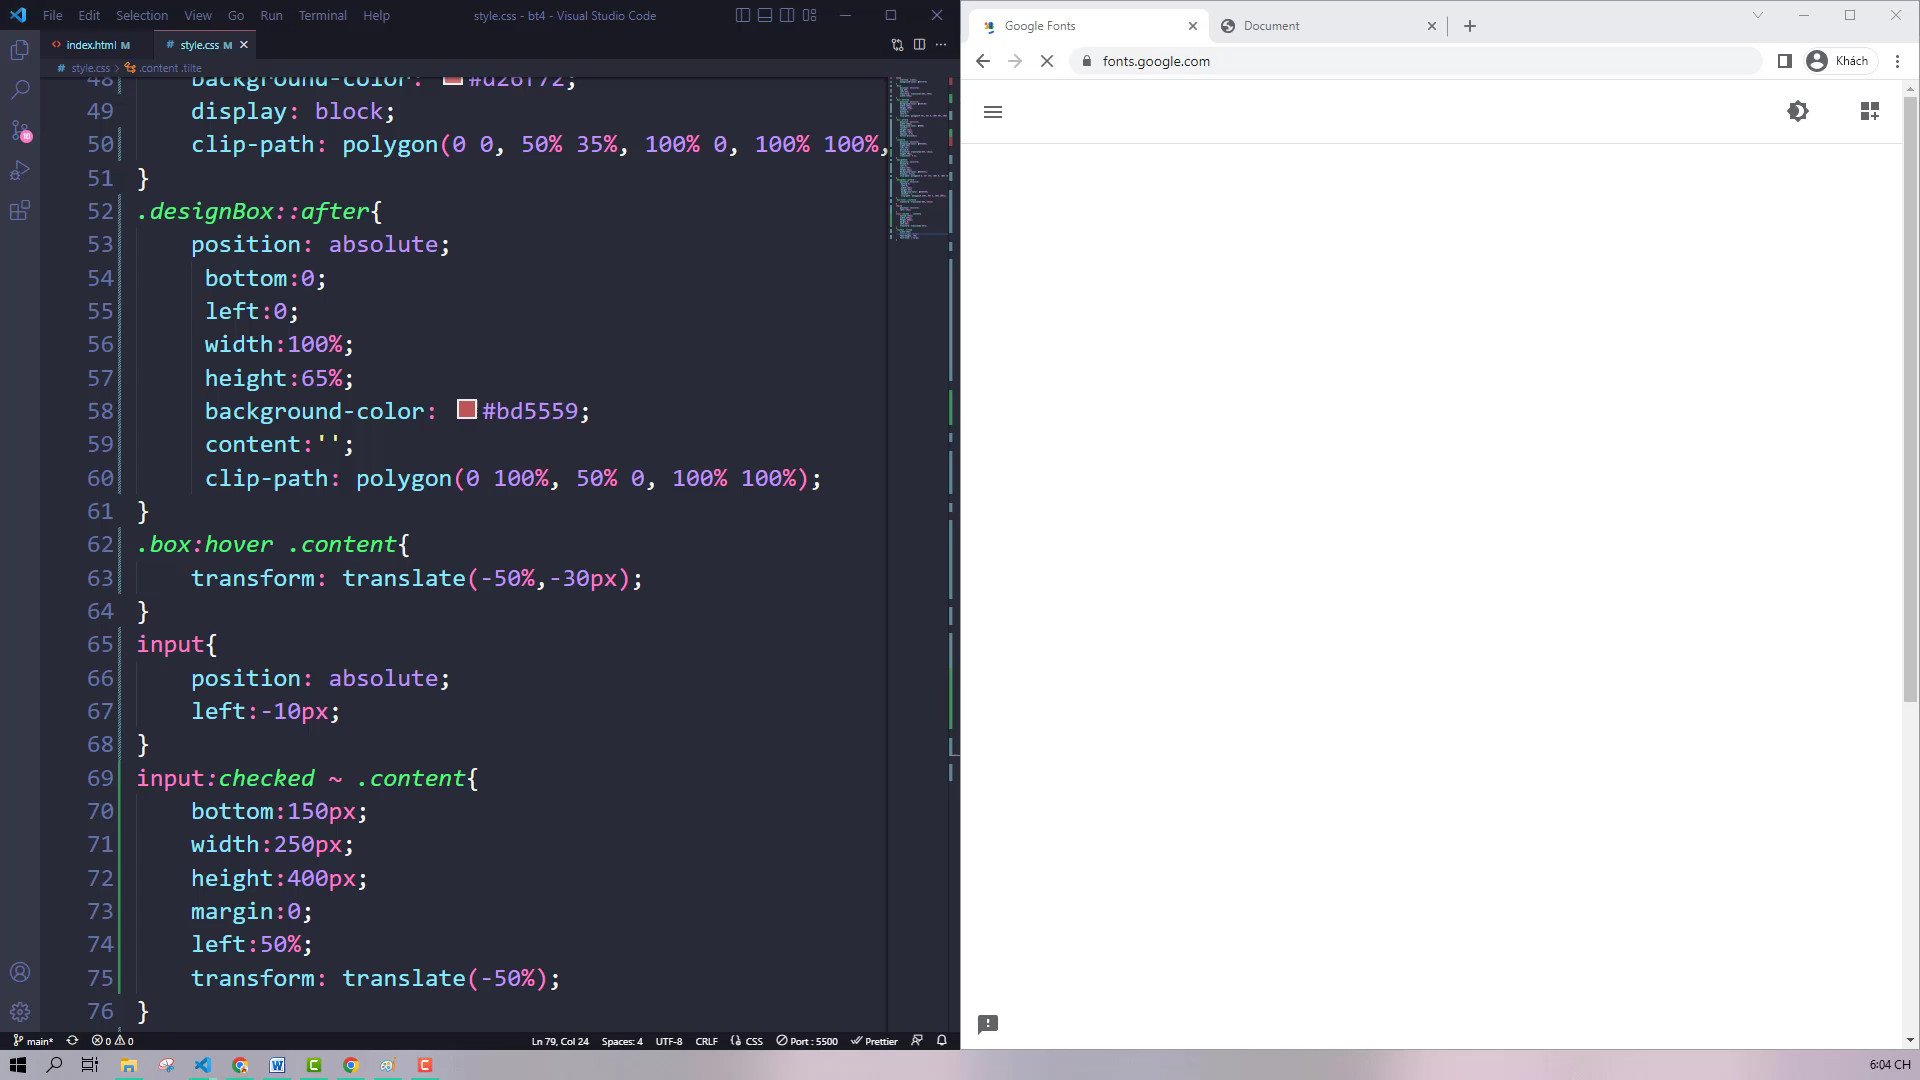 File Edit Selection View Go Run Terminal Help
style.css - bt4 - Visual Studio Code
index.html M
style.css M
style.css > .content .tilte
48 background-color: #d26f72;
49 display: block;
50 clip-path: polygon(0 0, 50% 35%, 100% 0, 100% 100%,
51 }
52 .designBox::after{
53 position: absolute;
54 bottom:0;
55 left:0;
56 width:100%;
57 height:65%;
58 background-color: #bd5559;
59 content:'';
60 clip-path: polygon(0 100%, 50% 0, 100% 100%);
61 }
62 .box:hover .content{
63 transform: translate(-50%,-30px);
64 }
65 input{
66 position: absolute;
67 left:-10px;
68 }
69 input:checked ~ .content{
70 bottom:150px;
71 width:250px;
72 height:400px;
73 margin:0;
74 left:50%;
75 transform: translate(-50%);
76 }
main* 0 0
Ln 79, Col 24 Spaces: 4 UTF-8 CRLF CSS Port : 5500 Prettier
Google Fonts
Document
fonts.google.com
Khách
6:04 CH